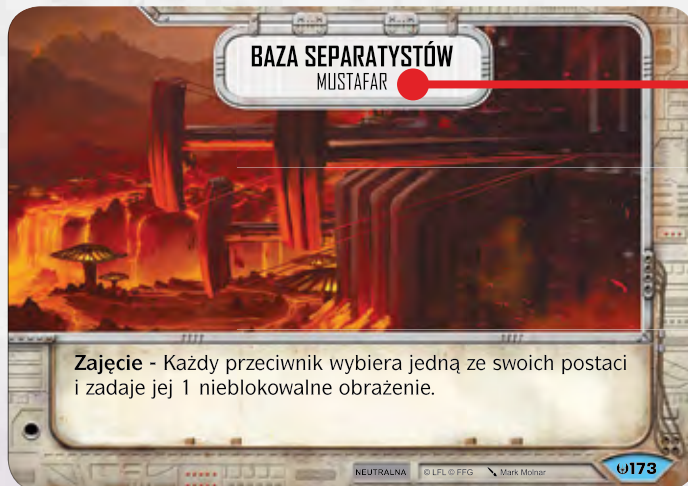 BAZA SEPARATYSTÓW
MUSTAFAR
Zajęcie - Każdy przeciwnik wybiera jedną ze swoich postaci
i zadaje jej 1 nieblokowalne obrażenie.
NEUTRALNA © LFL © FFG Mark Molnar 173